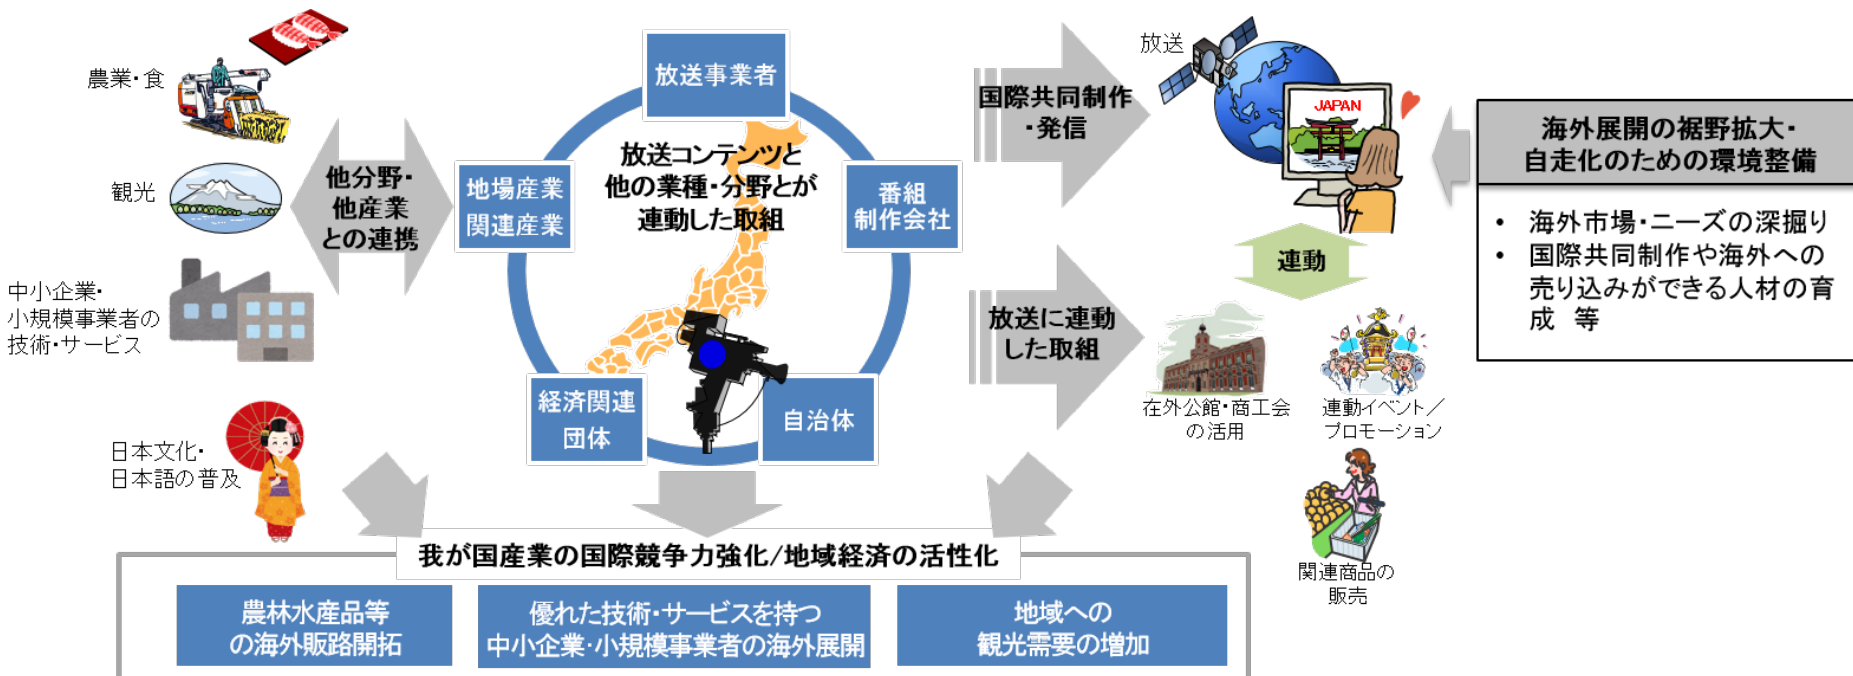 農業・食
観光
中小企業・
小規模事業者の
技術・サービス
日本文化・
日本語の普及
他分野・
他産業
との連携
放送事業者
地場産業
関連産業
番組
制作会社
経済関連
団体
自治体
放送コンテンツと
他の業種・分野とが
連動した取組
国際共同制作
・発信
放送に連動
した取組
放送
JAPAN
連動
在外公館・商工会
の活用
連動イベント／
プロモーション
関連商品の
販売
海外展開の裾野拡大・
自走化のための環境整備
• 海外市場・ニーズの深掘り
• 国際共同制作や海外への
売り込みができる人材の育
成 等
我が国産業の国際競争力強化/地域経済の活性化
農林水産品等
の海外販路開拓
優れた技術・サービスを持つ
中小企業・小規模事業者の海外展開
地域への
観光需要の増加